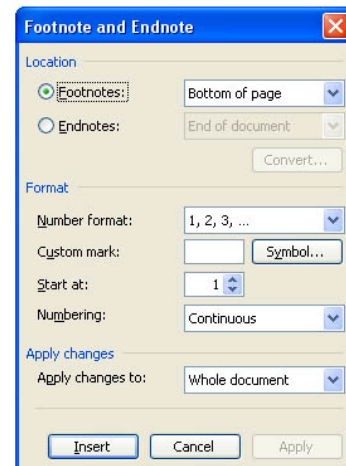 Footnote and Endnote
Location
Footnotes: Bottom of page
Endnotes: End of document
Convert...
Format
Number format: 1, 2, 3, ...
Custom mark: Symbol...
Start at: 1
Numbering: Continuous
Apply changes
Apply changes to: Whole document
Insert Cancel Apply